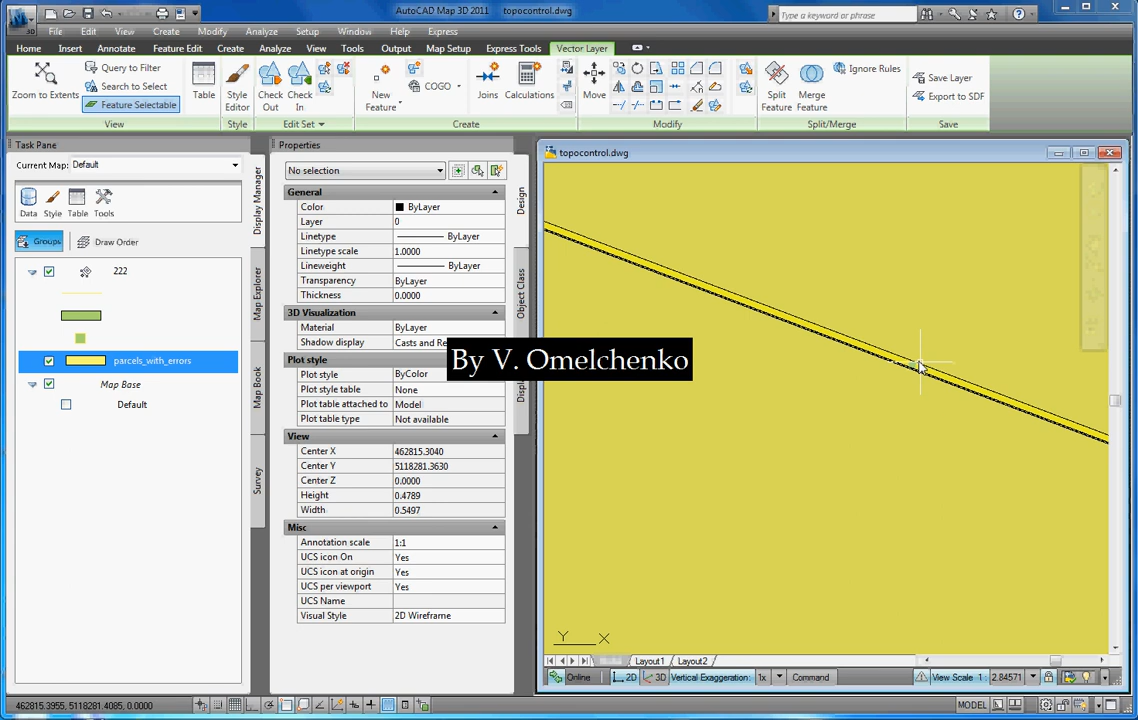 AutoCAD Map 3D 2011 topocontrol.dwg
Type a keyword or phrase
File Edit View Create Modify Analyze Setup Window Help Express
Home Insert Annotate Feature Edit Create Analyze View Tools Output Map Setup Express Tools Vector Layer
Query to Filter
Search to Select
Feature Selectable
Zoom to Extents
Table
Style Editor
Check Out
Check In
New Feature
COGO
Joins
Calculations
Move
Split Feature
Merge Feature
Ignore Rules
Save Layer
Export to SDF
View Style Edit Set Create Modify Split/Merge Save
Task Pane
Current Map: Default
Data Style Table Tools
Groups Draw Order
222
parcels_with_errors
Map Base
Default
Display Manager
Map Explorer
Map Book
Survey
Properties
No selection
General
Color ByLayer
Layer 0
Linetype ByLayer
Linetype scale 1.0000
Lineweight ByLayer
Transparency ByLayer
Thickness 0.0000
3D Visualization
Material ByLayer
Shadow display Casts and Re
Plot style
Plot style ByColor
Plot style table None
Plot table attached to Model
Plot table type Not available
View
Center X 462815.3040
Center Y 5118281.3630
Center Z 0.0000
Height 0.4789
Width 0.5497
Misc
Annotation scale 1:1
UCS icon On Yes
UCS icon at origin Yes
UCS per viewport Yes
UCS Name
Visual Style 2D Wireframe
Design
Object Class
topocontrol.dwg
By V. Omelchenko
Y X
Layout1 Layout2
Online 2D 3D Vertical Exaggeration: 1x Command View Scale 1: 2.84571
462815.3955, 5118281.4085, 0.0000
MODEL